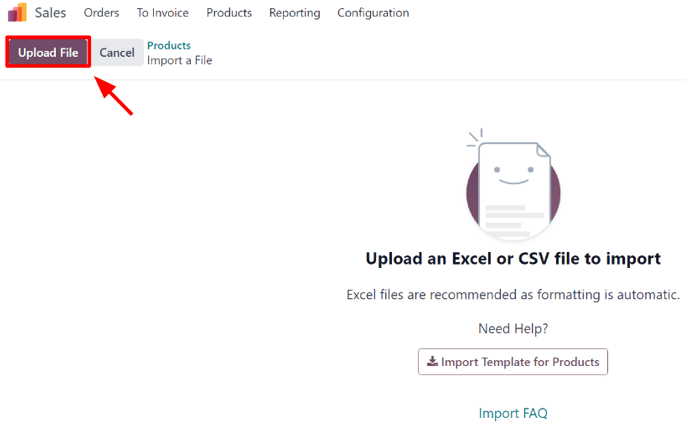 Sales Orders To Invoice Products Reporting Configuration
Upload File Cancel Products
Import a File
Upload an Excel or CSV file to import
Excel files are recommended as formatting is automatic.
Need Help?
Import Template for Products
Import FAQ